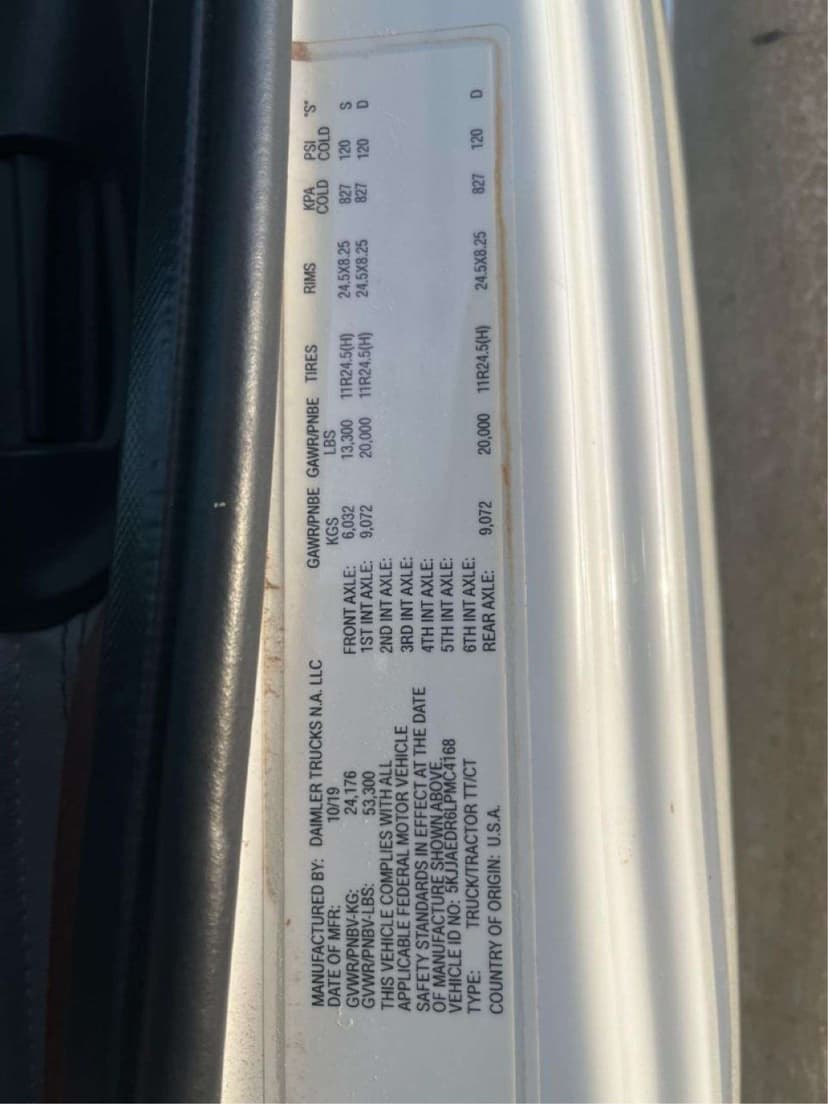 MANUFACTURED BY: DAIMLER TRUCKS N.A. LLC
DATE OF MFR: 10/19
GVWR/PNBV-KG: 24,176
GVWR/PNBV-LBS: 53,300
THIS VEHICLE COMPLIES WITH ALL
APPLICABLE FEDERAL MOTOR VEHICLE
SAFETY STANDARDS IN EFFECT AT THE DATE
OF MANUFACTURE SHOWN ABOVE.
VEHICLE ID NO: 5KJJAEDR6LPMC4168
TYPE: TRUCK/TRACTOR TT/CT
COUNTRY OF ORIGIN: U.S.A.
GAWR/PNBE GAWR/PNBE TIRES RIMS KPA PSI "S"
KGS LBS COLD COLD
FRONT AXLE: 6,032 13,300 11R24.5(H) 24.5X8.25 827 120 S
1ST INT AXLE: 9,072 20,000 11R24.5(H) 24.5X8.25 827 120 D
2ND INT AXLE:
3RD INT AXLE:
4TH INT AXLE:
5TH INT AXLE:
6TH INT AXLE:
REAR AXLE: 9,072 20,000 11R24.5(H) 24.5X8.25 827 120 D